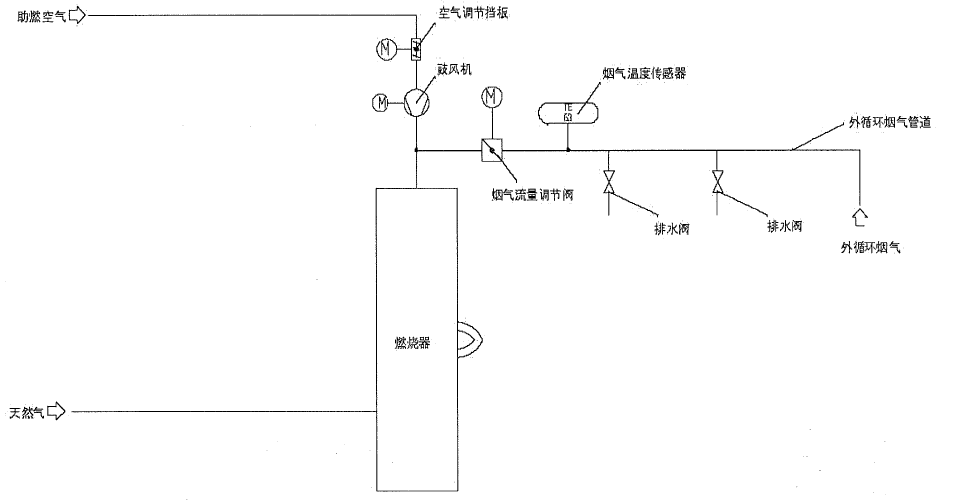 助燃空气
空气调节挡板
M
鼓风机
M
烟气温度传感器
M
TE
外循环烟气管道
烟气流量调节阀
排水阀
排水阀
外循环烟气
燃烧器
天然气